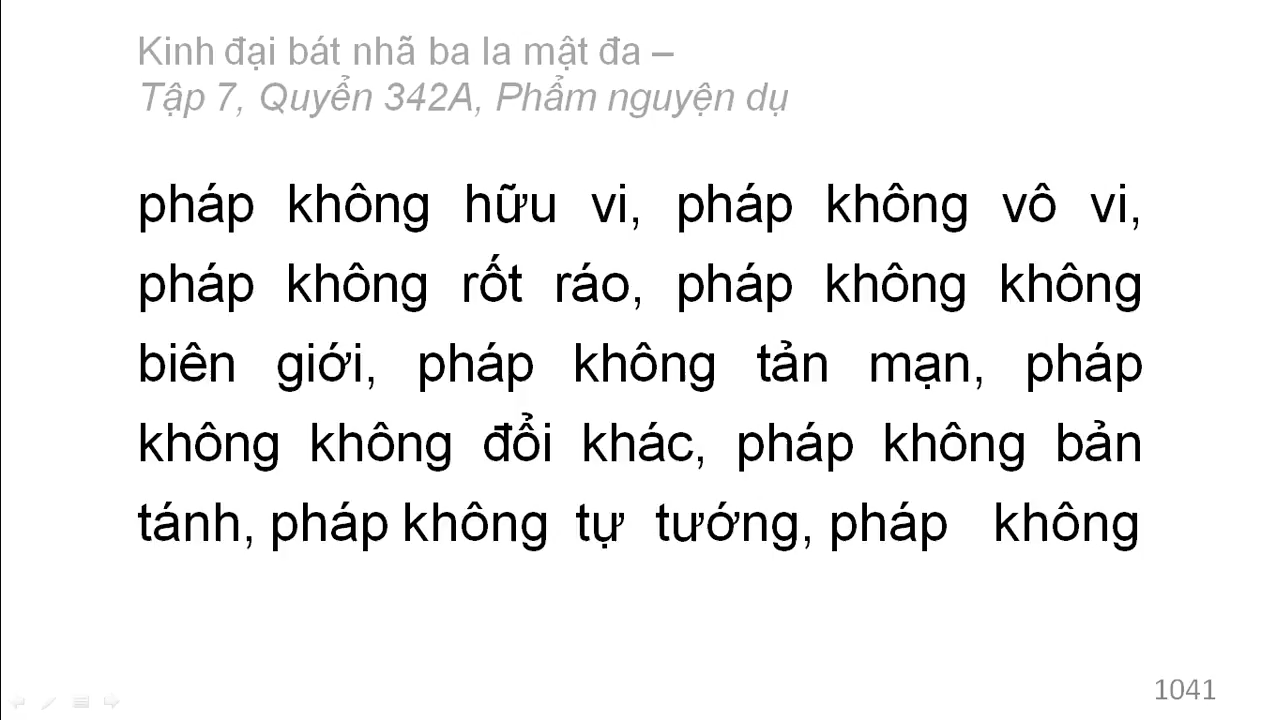 Kinh đại bát nhã ba la mật đa –
Tập 7, Quyển 342A, Phẩm nguyện dụ
pháp không hữu vi, pháp không vô vi,
pháp không rốt ráo, pháp không không
biên giới, pháp không tản mạn, pháp
không không đổi khác, pháp không bản
tánh, pháp không tự tướng, pháp không
1041